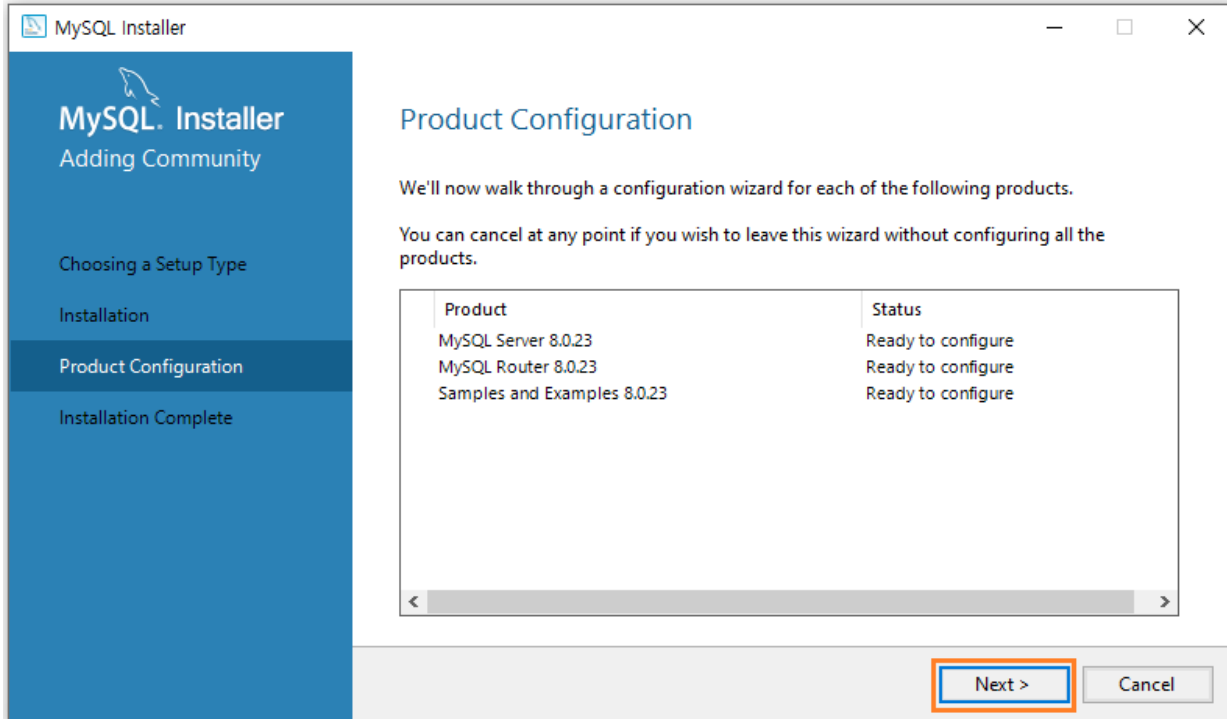 MySQL Installer
MySQL. Installer
Adding Community
Choosing a Setup Type
Installation
Product Configuration
Installation Complete
Product Configuration
We'll now walk through a configuration wizard for each of the following products.
You can cancel at any point if you wish to leave this wizard without configuring all the
products.
Product Status
MySQL Server 8.0.23 Ready to configure
MySQL Router 8.0.23 Ready to configure
Samples and Examples 8.0.23 Ready to configure
Next > Cancel